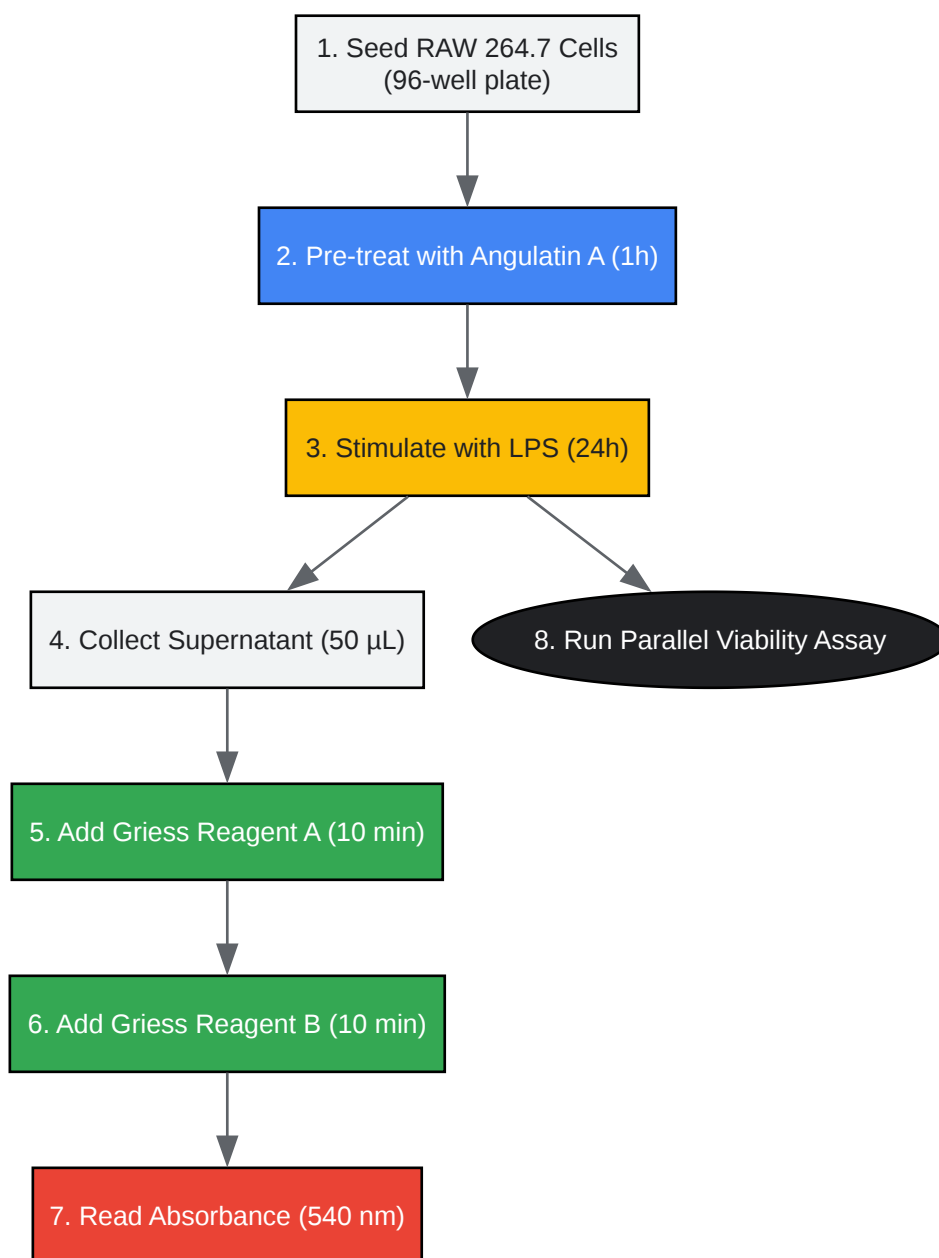 1. Seed RAW 264.7 Cells
(96-well plate)
2. Pre-treat with Angulatin A (1h)
3. Stimulate with LPS (24h)
4. Collect Supernatant (50 µL)
8. Run Parallel Viability Assay
5. Add Griess Reagent A (10 min)
6. Add Griess Reagent B (10 min)
7. Read Absorbance (540 nm)